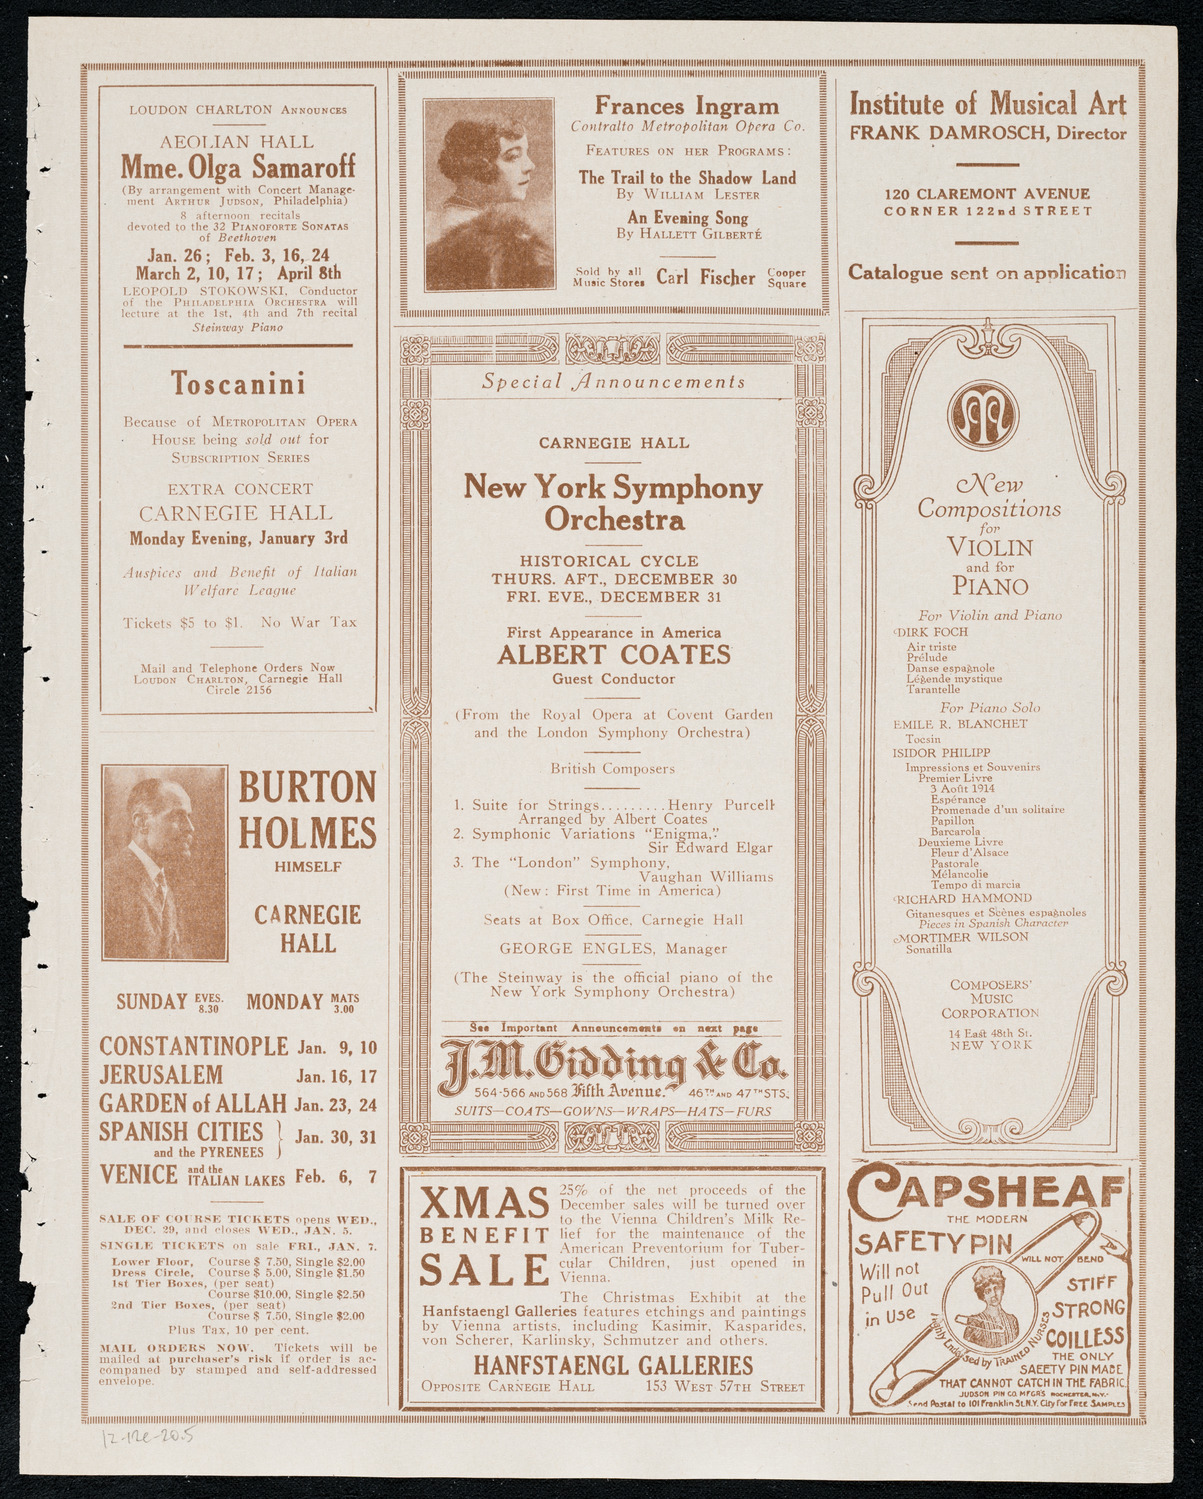 LOUDON CHARLTON ANNOUNCES
AEOLIAN HALL
Mme. Olga Samaroff
(By arrangement with Concert Manage-
ment ARTHUR JUDSON, Philadelphia)
8 afternoon recitals
devoted to the 32 PIANOFORTE SONATAS
of Beethoven
Jan. 26; Feb. 3, 16, 24
March 2, 10, 17; April 8th
LEOPOLD STOKOWSKI, Conductor
of the PHILADELPHIA ORCHESTRA will
lecture at the 1st, 4th and 7th recital
Steinway Piano
Toscanini
Because of METROPOLITAN OPERA
HOUSE being sold out for
SUBSCRIPTION SERIES
EXTRA CONCERT
CARNEGIE HALL
Monday Evening, January 3rd
Auspices and Benefit of Italian
Welfare League
Tickets $5 to $1. No War Tax
Mail and Telephone Orders Now
LOUDON CHARLTON, Carnegie Hall
Circle 2156
BURTON
HOLMES
HIMSELF
CARNEGIE
HALL
SUNDAY EVES. 8.30 MONDAY MATS 3.00
CONSTANTINOPLE Jan. 9, 10
JERUSALEM Jan. 16, 17
GARDEN of ALLAH Jan. 23, 24
SPANISH CITIES } Jan. 30, 31
and the PYRENEES
VENICE and the ITALIAN LAKES Feb. 6, 7
SALE OF COURSE TICKETS opens WED.,
DEC. 29, and closes WED., JAN. 5.
SINGLE TICKETS on sale FRI., JAN. 7.
Lower Floor, Course $ 7.50, Single $2.00
Dress Circle, Course $ 5.00, Single $1.50
1st Tier Boxes, (per seat)
Course $10.00, Single $2.50
2nd Tier Boxes, (per seat)
Course $ 7.50, Single $2.00
Plus Tax, 10 per cent.
MAIL ORDERS NOW. Tickets will be
mailed at purchaser's risk if order is ac-
companied by stamped and self-addressed
envelope.
Frances Ingram
Contralto Metropolitan Opera Co.
FEATURES ON HER PROGRAMS:
The Trail to the Shadow Land
By WILLIAM LESTER
An Evening Song
By HALLETT GILBERTÉ
Sold by all Music Stores Carl Fischer Cooper Square
Special Announcements
CARNEGIE HALL
New York Symphony
Orchestra
HISTORICAL CYCLE
THURS. AFT., DECEMBER 30
FRI. EVE., DECEMBER 31
First Appearance in America
ALBERT COATES
Guest Conductor
(From the Royal Opera at Covent Garden
and the London Symphony Orchestra)
British Composers
1. Suite for Strings.........Henry Purcell
Arranged by Albert Coates
2. Symphonic Variations "Enigma,"
Sir Edward Elgar
3. The "London" Symphony,
Vaughan Williams
(New: First Time in America)
Seats at Box Office, Carnegie Hall
GEORGE ENGLES, Manager
(The Steinway is the official piano of the
New York Symphony Orchestra)
See Important Announcements on next page
J.M. Gidding & Co.
564-566 AND 568 Fifth Avenue. 46TH AND 47TH STS.
SUITS—COATS—GOWNS—WRAPS—HATS—FURS
XMAS
BENEFIT
SALE
25% of the net proceeds of the
December sales will be turned over
to the Vienna Children's Milk Re-
lief for the maintenance of the
American Preventorium for Tuber-
cular Children, just opened in
Vienna.
The Christmas Exhibit at the
Hanfstaengl Galleries features etchings and paintings
by Vienna artists, including Kasimir, Kasparides,
von Scherer, Karlinsky, Schmutzer and others.
HANFSTAENGL GALLERIES
OPPOSITE CARNEGIE HALL 153 WEST 57TH STREET
Institute of Musical Art
FRANK DAMROSCH, Director
120 CLAREMONT AVENUE
CORNER 122nd STREET
Catalogue sent on application
New
Compositions
for
VIOLIN
and for
PIANO
For Violin and Piano
DIRK FOCH
Air triste
Prélude
Danse espagnole
Légende mystique
Tarantelle
For Piano Solo
EMILE R. BLANCHET
Tocsin
ISIDOR PHILIPP
Impressions et Souvenirs
Premier Livre
3 Août 1914
Espérance
Promenade d'un solitaire
Papillon
Barcarola
Deuxieme Livre
Fleur d'Alsace
Pastorale
Mélancolie
Tempo di marcia
RICHARD HAMMOND
Gitanesques et Scènes espagnoles
Pieces in Spanish Character
MORTIMER WILSON
Sonatilla
COMPOSERS'
MUSIC
CORPORATION
14 East 48th St.
NEW YORK
CAPSHEAF
THE MODERN
SAFETY PIN
WILL NOT BEND
Will not
Pull Out
in Use
STIFF
STRONG
COILLESS
Highly Endorsed by TRAINED NURSES
THE ONLY
SAFETY PIN MADE
THAT CANNOT CATCH IN THE FABRIC.
JUDSON PIN CO. MFGR'S ROCHESTER, N.Y.
Send Postal to 101 Franklin St. N.Y. City for FREE SAMPLES